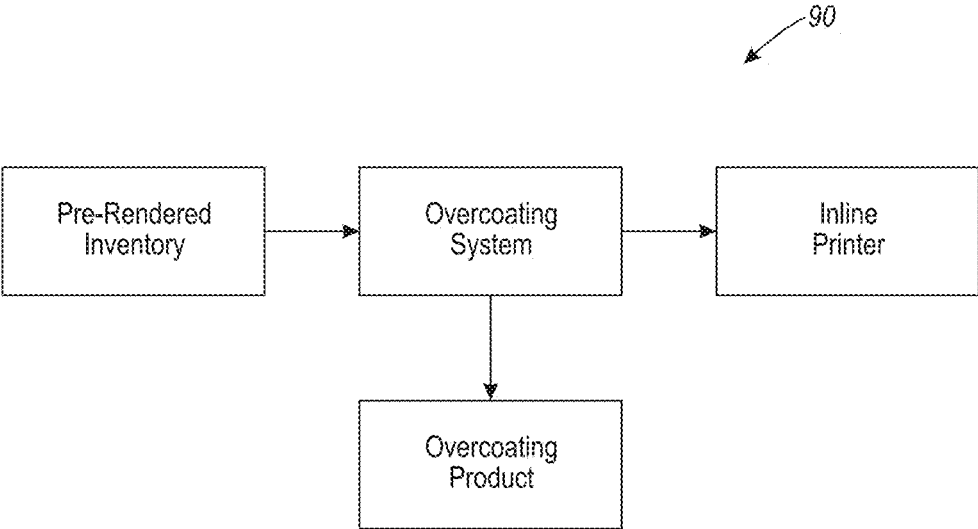 90
Pre-Rendered
Inventory
Overcoating
System
Inline
Printer
Overcoating
Product